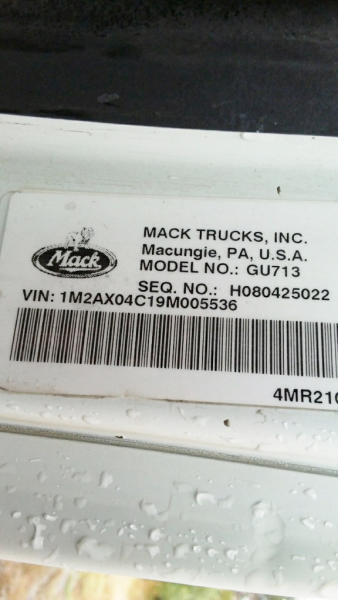 Mack
MACK TRUCKS, INC.
Macungie, PA, U.S.A.
MODEL NO.: GU713
SEQ. NO.: H080425022
VIN: 1M2AX04C19M005536